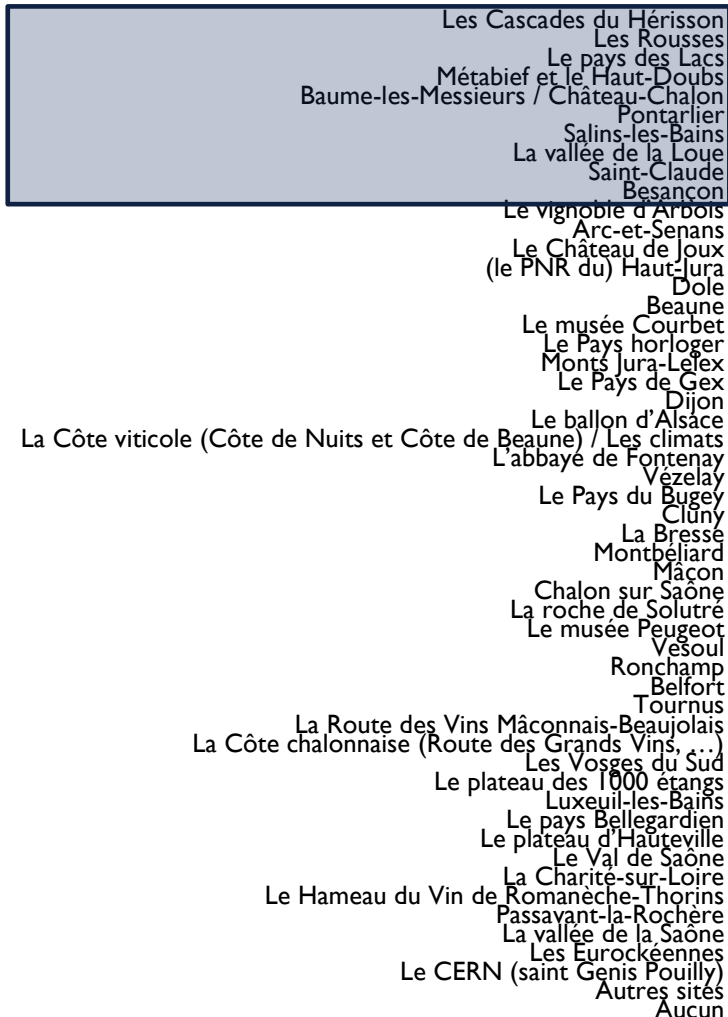 Les Cascades du Hérisson
Les Rousses
Le pays des Lacs
Métabief et le Haut-Doubs
Baume-les-Messieurs / Château-Chalon
Pontarlier
Salins-les-Bains
La vallée de la Loue
Saint-Claude
Besançon
Le vignoble d'Arbois
Arc-et-Senans
Le Château de Joux
(le PNR du) Haut-Jura
Dole
Beaune
Le musée Courbet
Le Pays horloger
Monts Jura-Lelex
Le Pays de Gex
Dijon
Le ballon d'Alsace
La Côte viticole (Côte de Nuits et Côte de Beaune) / Les climats
L'abbaye de Fontenay
Vézelay
Le Pays du Bugey
Cluny
La Bresse
Montbéliard
Mâcon
Chalon sur Saône
La roche de Solutré
Le musée Peugeot
Vesoul
Ronchamp
Belfort
Tournus
La Route des Vins Mâconnais-Beaujolais
La Côte chalonnaise (Route des Grands Vins, …)
Les Vosges du Sud
Le plateau des 1000 étangs
Luxeuil-les-Bains
Le pays Bellegardien
Le plateau d'Hauteville
Le Val de Saône
La Charité-sur-Loire
Le Hameau du Vin de Romanèche-Thorins
Passavant-la-Rochère
La vallée de la Saône
Les Eurockéennes
Le CERN (saint Genis Pouilly)
Autres sites
Aucun